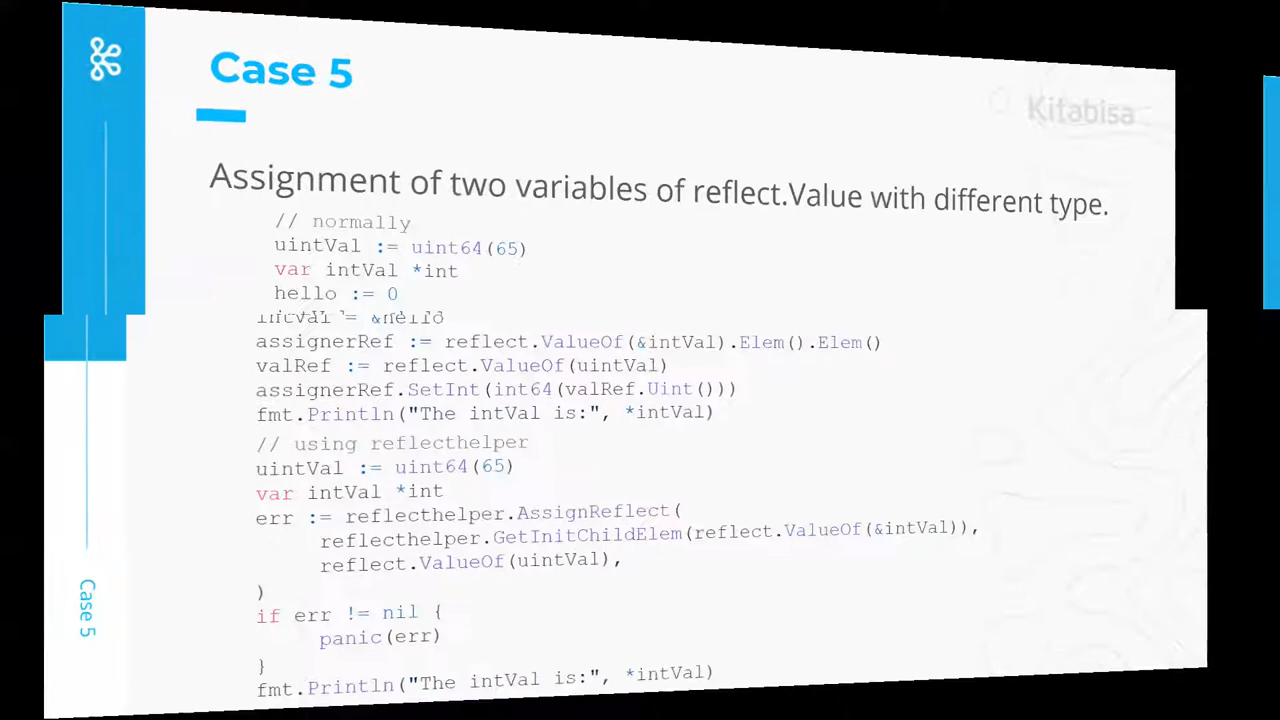 Case 5
Kitabisa
Assignment of two variables of reflect.Value with different type.
// normally
uintVal := uint64(65)
var intVal *int
hello := 0
intVal = &hello
assignerRef := reflect.ValueOf(&intVal).Elem().Elem()
valRef := reflect.ValueOf(uintVal)
assignerRef.SetInt(int64(valRef.Uint()))
fmt.Println("The intVal is:", *intVal)
// using reflecthelper
uintVal := uint64(65)
var intVal *int
err := reflecthelper.AssignReflect(
reflecthelper.GetInitChildElem(reflect.ValueOf(&intVal)),
reflect.ValueOf(uintVal),
)
if err != nil {
panic(err)
}
fmt.Println("The intVal is:", *intVal)
Case 5